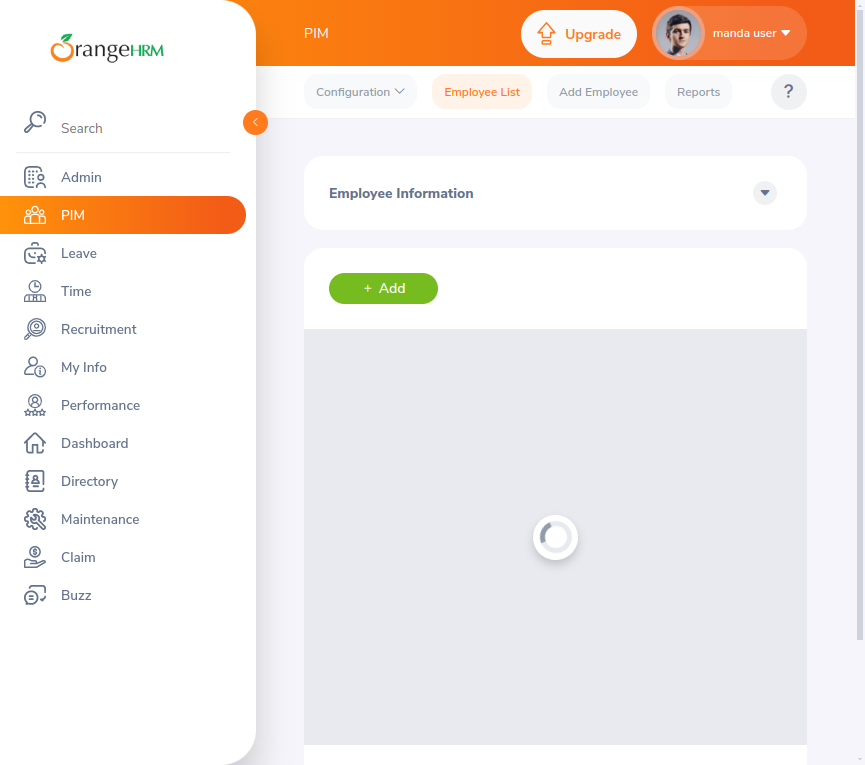 OrangeHRM
Search
Admin
PIM
Leave
Time
Recruitment
My Info
Performance
Dashboard
Directory
Maintenance
Claim
Buzz
PIM
Upgrade
manda user
Configuration
Employee List
Add Employee
Reports
?
Employee Information
+ Add